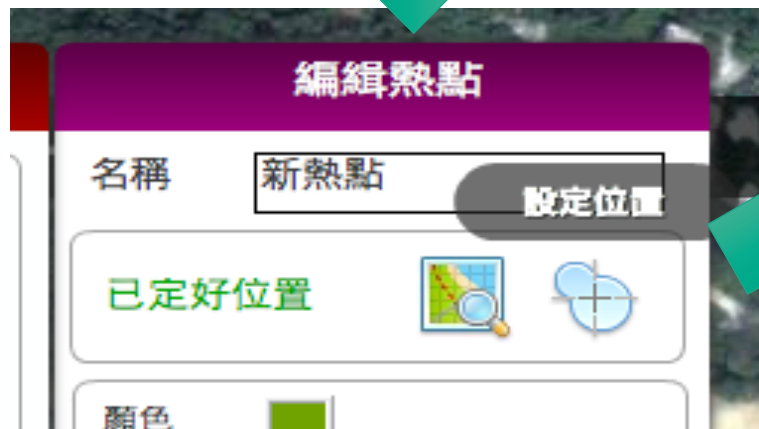 編緝熱點
名稱
新熱點
設定位置
已定好位置
顏色